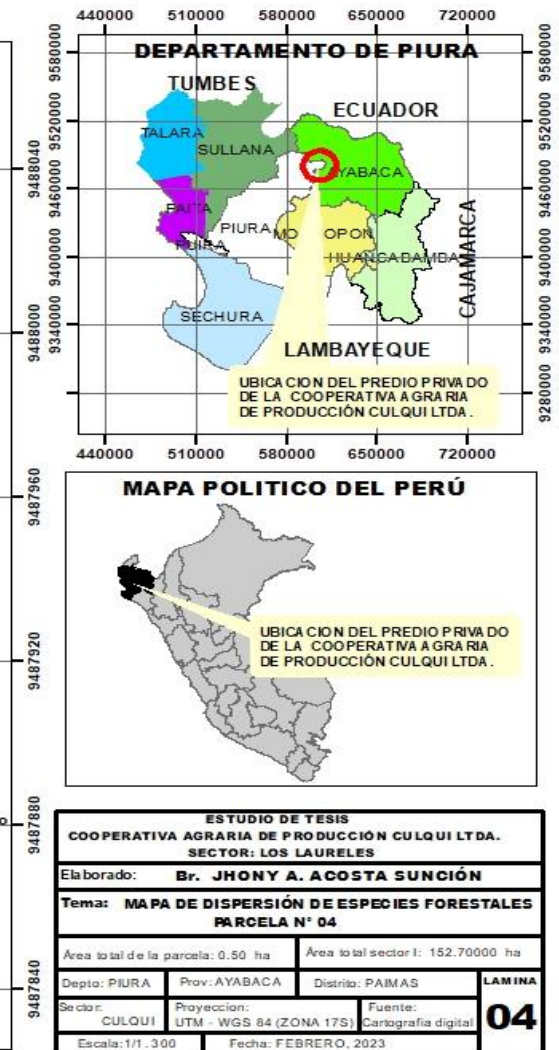 440000 510000 580000 650000 720000
DEPARTAMENTO DE PIURA
TUMBES
ECUADOR
TALARA
SULLANA
AYABACA
PAITA
PIURA
MO OPON
PUIRA
HUANCABAMBA
CAJAMARCA
SECHURA
LAMBAYEQUE
UBICACION DEL PREDIO PRIVADO
DE LA COOPERATIVA AGRARIA
DE PRODUCCIÓN CULQUI LTDA.
9580000
9520000
9460000
9400000
9340000
9280000
9580000
9520000
9460000
9400000
9340000
9280000
440000 510000 580000 650000 720000
9488040
9488000
9487960
9487920
9487880
9487840
MAPA POLITICO DEL PERÚ
UBICACION DEL PREDIO PRIVADO
DE LA COOPERATIVA AGRARIA
DE PRODUCCIÓN CULQUI LTDA.
ESTUDIO DE TESIS
COOPERATIVA AGRARIA DE PRODUCCIÓN CULQUI LTDA.
SECTOR: LOS LAURELES
Elaborado: Br. JHONY A. ACOSTA SUNCIÓN
Tema: MAPA DE DISPERSIÓN DE ESPECIES FORESTALES
PARCELA N° 04
Área total de la parcela: 0.50 ha
Área total sector I: 152.70000 ha
Depto: PIURA
Prov: AYABACA
Distrito: PAIMAS
LAMINA
04
Sector:
CULQUI
Proyeccion:
UTM - WGS 84 (ZONA 17S)
Fuente:
Cartografia digital
Escala:1/1.300
Fecha: FEBRERO, 2023